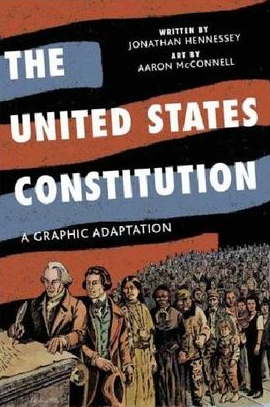 WRITTEN BY
JONATHAN HENNESSEY
ART BY
AARON McCONNELL
THE
UNITED STATES
CONSTITUTION
A GRAPHIC ADAPTATION